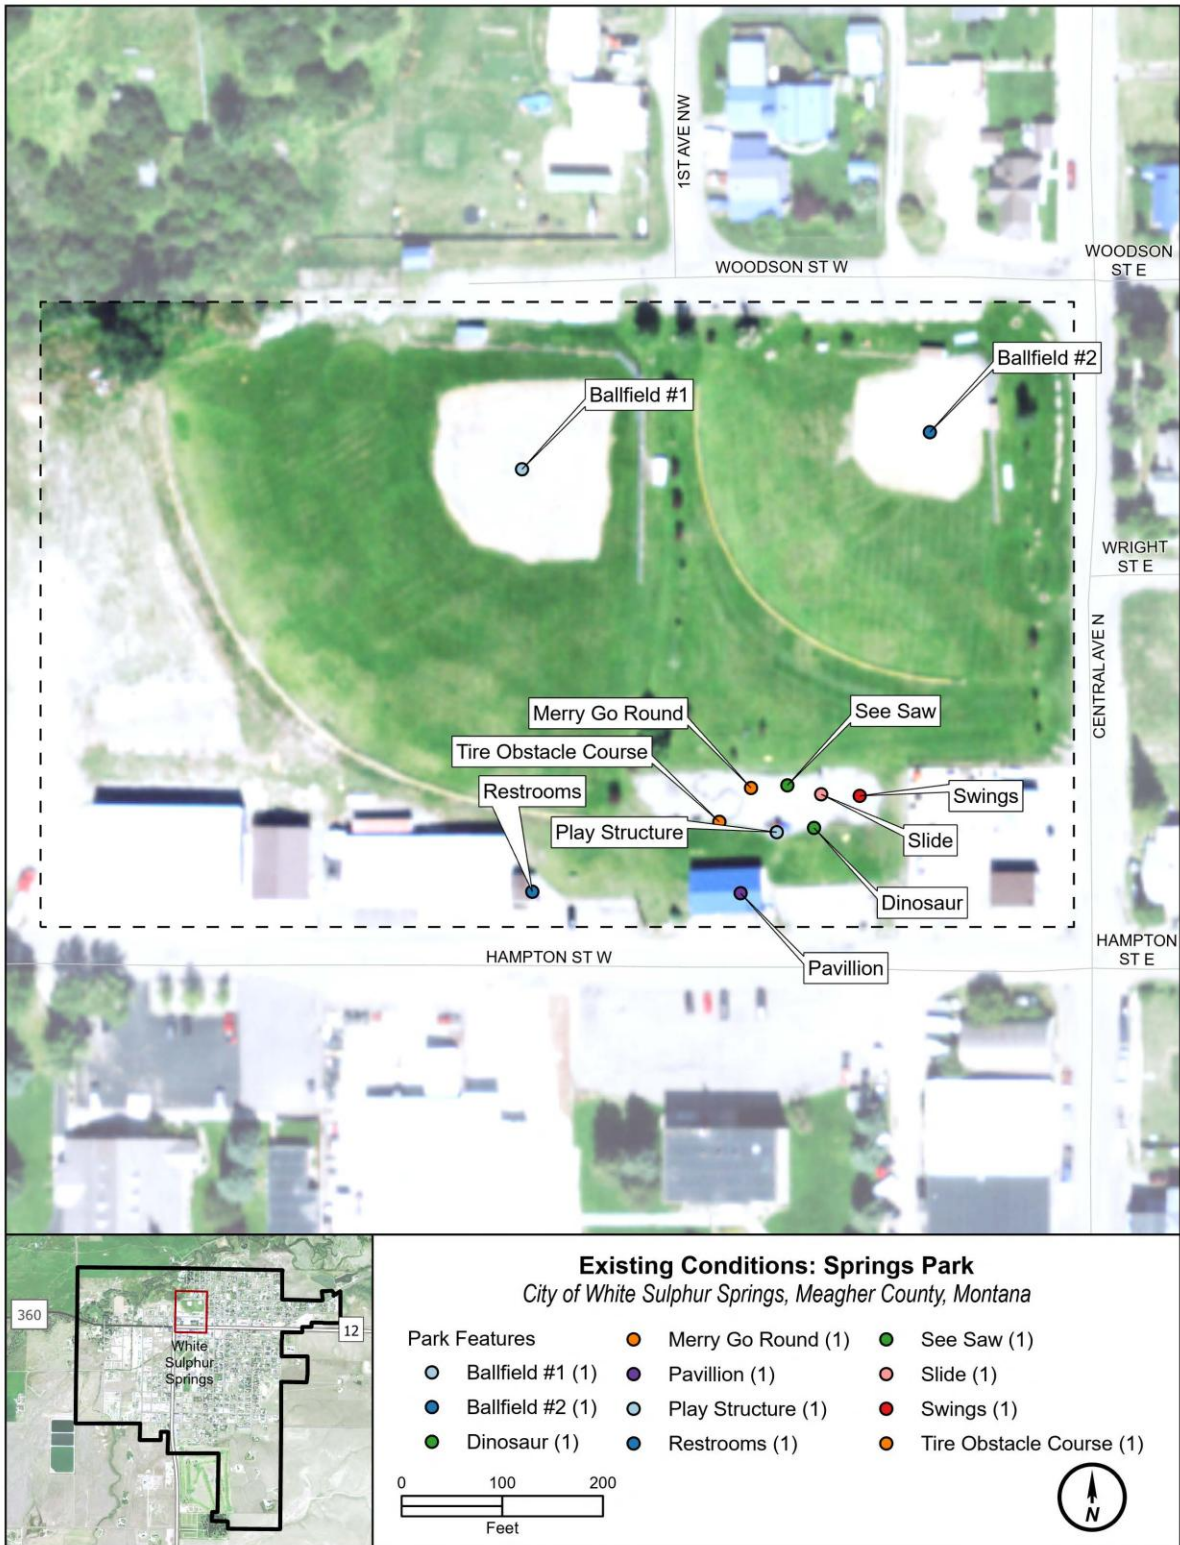 1ST AVE NW
WOODSON ST W
WOODSON
ST E
Ballfield #2
Ballfield #1
WRIGHT
ST E
CENTRAL AVE N
Merry Go Round
See Saw
Tire Obstacle Course
Restrooms
Swings
Play Structure
Slide
Dinosaur
HAMPTON ST W
HAMPTON
ST E
Pavillion
360
12
White
Sulphur
Springs
Existing Conditions: Springs Park
City of White Sulphur Springs, Meagher County, Montana
Park Features
Ballfield #1 (1)
Ballfield #2 (1)
Dinosaur (1)
Merry Go Round (1)
Pavillion (1)
Play Structure (1)
Restrooms (1)
See Saw (1)
Slide (1)
Swings (1)
Tire Obstacle Course (1)
0 100 200
Feet
N